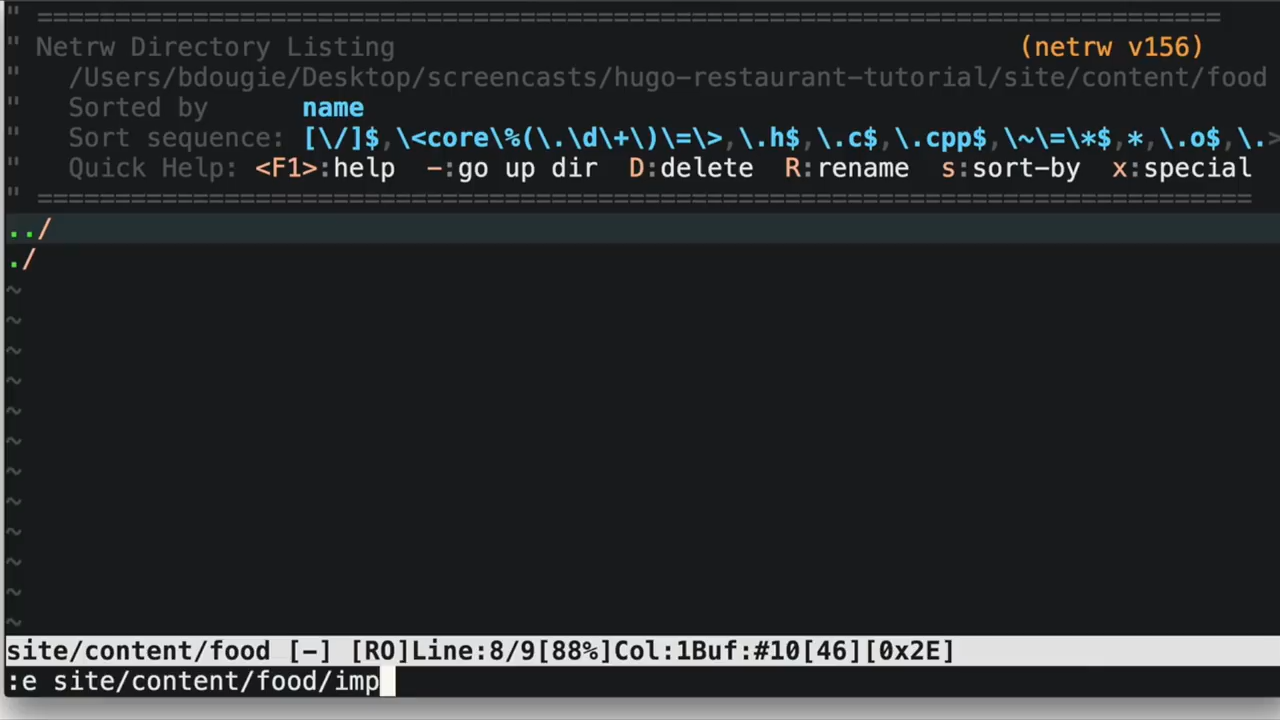 " ============================================================================
" Netrw Directory Listing                                        (netrw v156)
"   /Users/bdougie/Desktop/screencasts/hugo-restaurant-tutorial/site/content/food
"   Sorted by      name
"   Sort sequence: [\/]$,\<core\%(\.\d\+\)\=\>,\.h$,\.c$,\.cpp$,\~\=\*$,*,\.o$,\.>
"   Quick Help: <F1>:help  -:go up dir  D:delete  R:rename  s:sort-by  x:special
" ==============================================================================
../
./
~
~
~
~
~
~
~
~
~
~
~
~
site/content/food [-] [RO]Line:8/9[88%]Col:1Buf:#10[46][0x2E]
:e site/content/food/imp